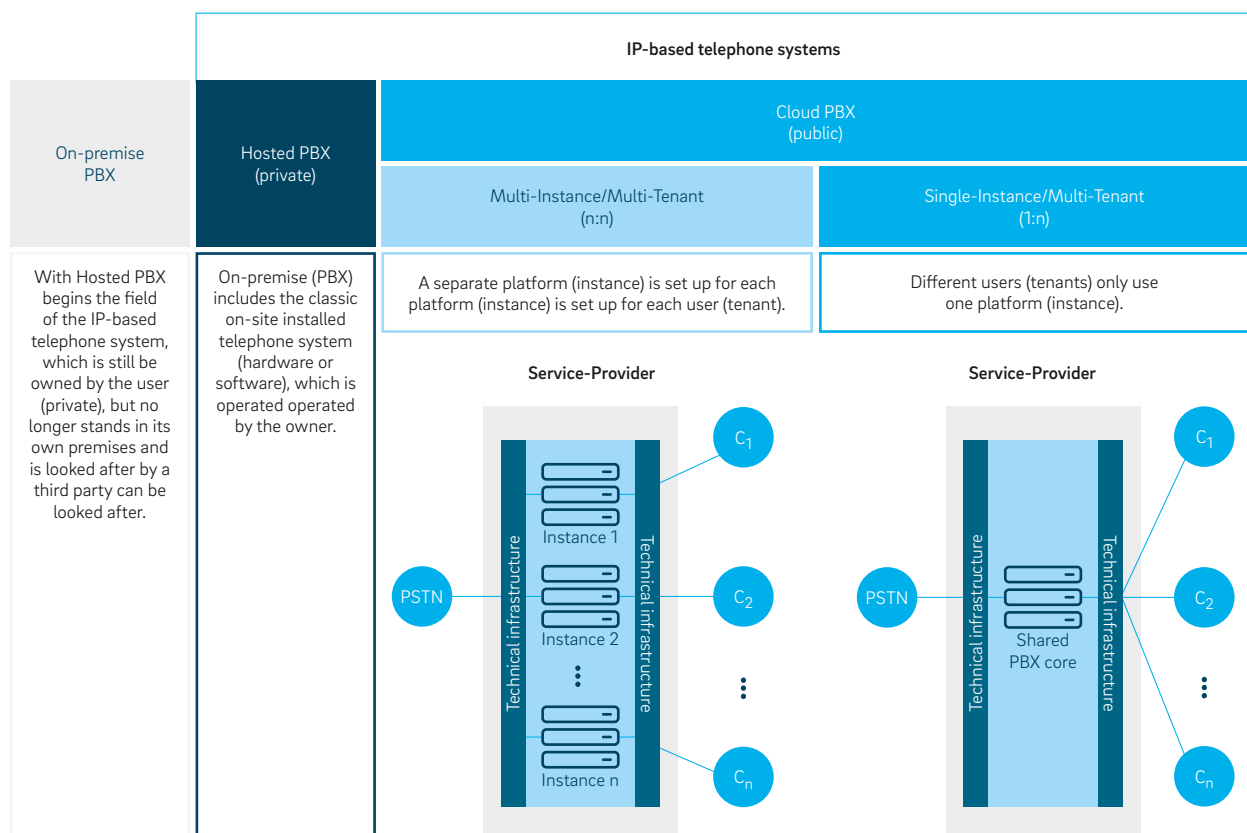 IP-based telephone systems
On-premise
PBX
Hosted PBX
(private)
Cloud PBX
(public)
Multi-Instance/Multi-Tenant
(n:n)
Single-Instance/Multi-Tenant
(1:n)
With Hosted PBX
begins the field
of the IP-based
telephone system,
which is still be
owned by the user
(private), but no
longer stands in its
own premises and
is looked after by a
third party can be
looked after.
On-premise (PBX)
includes the classic
on-site installed
telephone system
(hardware or
software), which is
operated operated
by the owner.
A separate platform (instance) is set up for each
platform (instance) is set up for each user (tenant).
Different users (tenants) only use
one platform (instance).
Service-Provider
PSTN
Technical infrastructure
Instance 1
Instance 2
Instance n
Technical infrastructure
C1
C2
Cn
Service-Provider
PSTN
Technical infrastructure
Shared
PBX core
Technical infrastructure
C1
C2
Cn